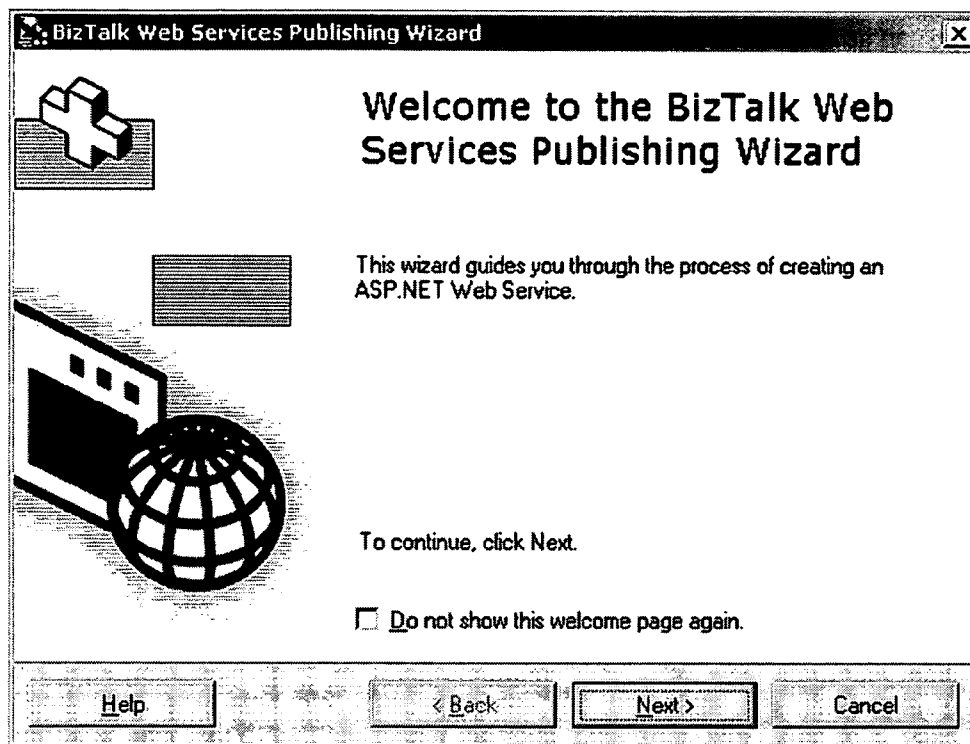 BizTalk Web Services Publishing Wizard
Welcome to the BizTalk Web
Services Publishing Wizard
This wizard guides you through the process of creating an
ASP.NET Web Service.
To continue, click Next.
Do not show this welcome page again.
Help
< Back
Next >
Cancel